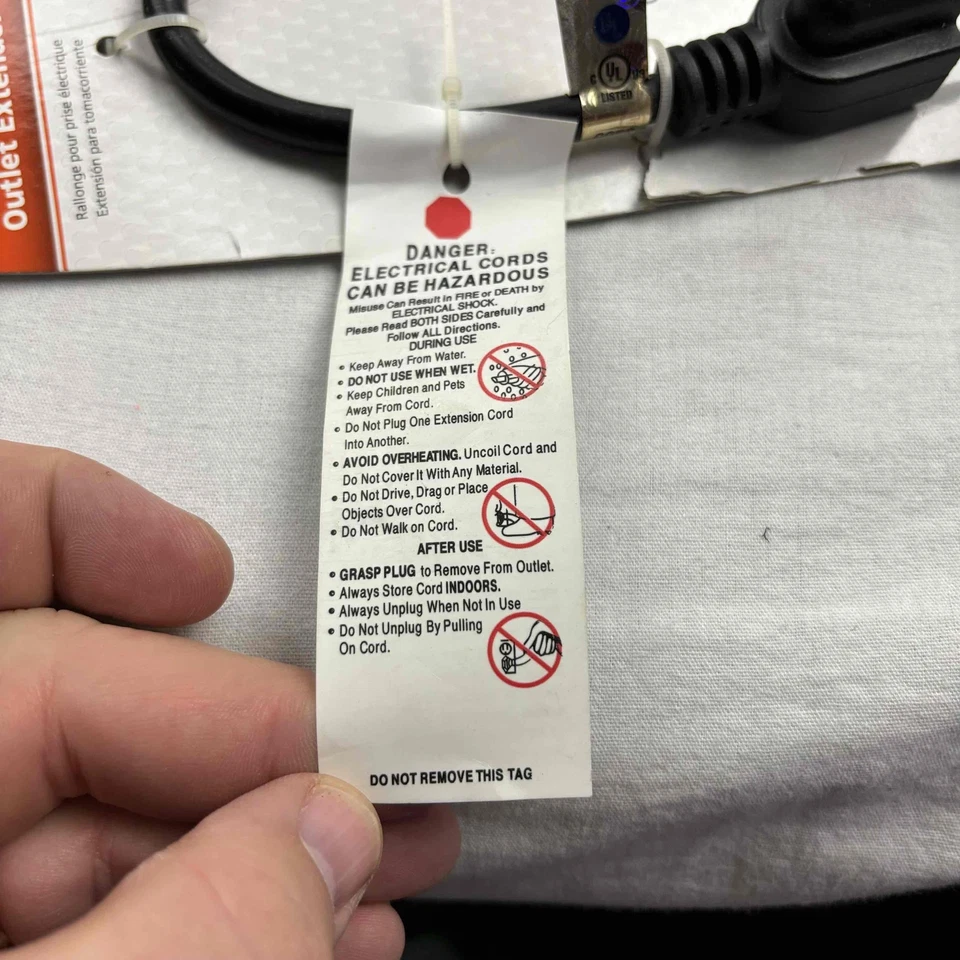 Outlet Extender
Rallonge pour prise électrique
Extensión para tomacorriente
C UL US
LISTED
DANGER:
ELECTRICAL CORDS
CAN BE HAZARDOUS
Misuse Can Result in FIRE or DEATH by
ELECTRICAL SHOCK.
Please Read BOTH SIDES Carefully and
Follow ALL Directions.
DURING USE
• Keep Away From Water.
• DO NOT USE WHEN WET.
• Keep Children and Pets
Away From Cord.
• Do Not Plug One Extension Cord
Into Another.
• AVOID OVERHEATING. Uncoil Cord and
Do Not Cover It With Any Material.
• Do Not Drive, Drag or Place
Objects Over Cord.
• Do Not Walk on Cord.
AFTER USE
• GRASP PLUG to Remove From Outlet.
• Always Store Cord INDOORS.
• Always Unplug When Not In Use
• Do Not Unplug By Pulling
On Cord.
DO NOT REMOVE THIS TAG